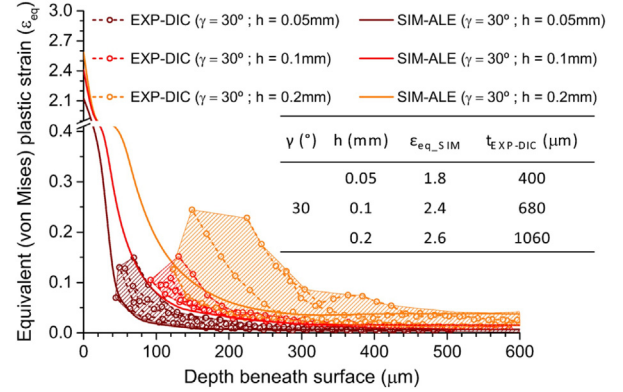 3.0
2.7
2.4
2.1
0.4
0.3
0.2
0.1
0.0
Equivalent (von Mises) plastic strain (εeq)
EXP-DIC (γ = 30º ; h = 0.05mm)
SIM-ALE (γ = 30º ; h = 0.05mm)
EXP-DIC (γ = 30º ; h = 0.1mm)
SIM-ALE (γ = 30º ; h = 0.1mm)
EXP-DIC (γ = 30º ; h = 0.2mm)
SIM-ALE (γ = 30º ; h = 0.2mm)
γ (°) h (mm) εeq_SIM tEXP-DIC (µm)
0.05 1.8 400
30 0.1 2.4 680
0.2 2.6 1060
0 100 200 300 400 500 600
Depth beneath surface (µm)